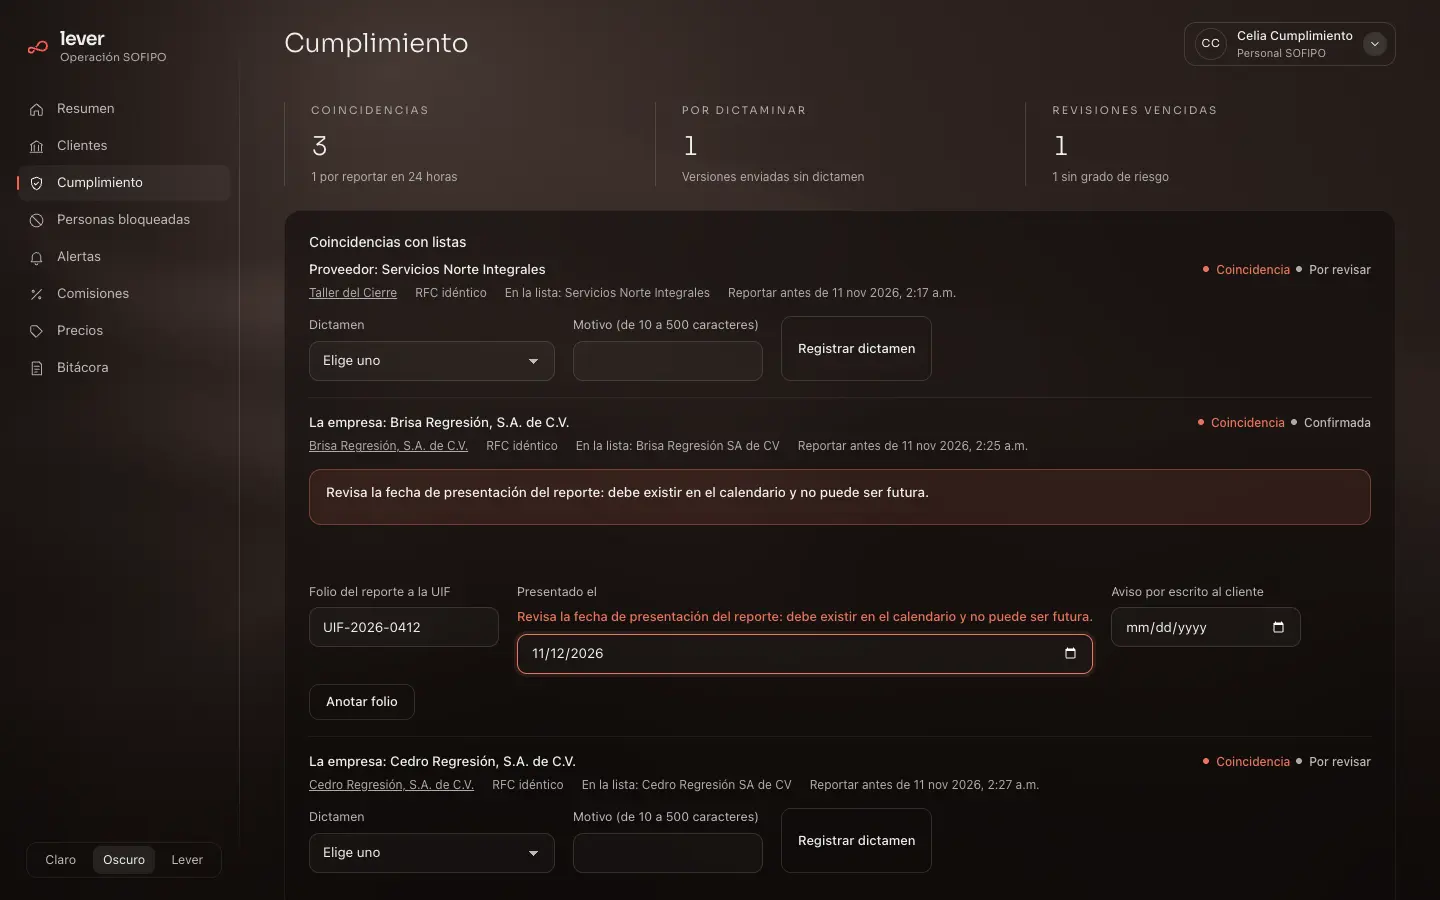 lever
Operación SOFIPO
Cumplimiento
CC
Celia Cumplimiento
Personal SOFIPO
Resumen
Clientes
Cumplimiento
Personas bloqueadas
Alertas
Comisiones
Precios
Bitácora
COINCIDENCIAS
3
1 por reportar en 24 horas
POR DICTAMINAR
1
Versiones enviadas sin dictamen
REVISIONES VENCIDAS
1
1 sin grado de riesgo
Coincidencias con listas
Proveedor: Servicios Norte Integrales
Coincidencia Por revisar
Taller del Cierre RFC idéntico En la lista: Servicios Norte Integrales Reportar antes de 11 nov 2026, 2:17 a.m.
Dictamen
Elige uno
Motivo (de 10 a 500 caracteres)
Registrar dictamen
La empresa: Brisa Regresión, S.A. de C.V.
Coincidencia Confirmada
Brisa Regresión, S.A. de C.V. RFC idéntico En la lista: Brisa Regresión SA de CV Reportar antes de 11 nov 2026, 2:25 a.m.
Revisa la fecha de presentación del reporte: debe existir en el calendario y no puede ser futura.
Folio del reporte a la UIF
UIF-2026-0412
Presentado el
Revisa la fecha de presentación del reporte: debe existir en el calendario y no puede ser futura.
11/12/2026
Aviso por escrito al cliente
mm/dd/yyyy
Anotar folio
La empresa: Cedro Regresión, S.A. de C.V.
Coincidencia Por revisar
Cedro Regresión, S.A. de C.V. RFC idéntico En la lista: Cedro Regresión SA de CV Reportar antes de 11 nov 2026, 2:27 a.m.
Dictamen
Elige uno
Motivo (de 10 a 500 caracteres)
Registrar dictamen
Claro Oscuro Lever